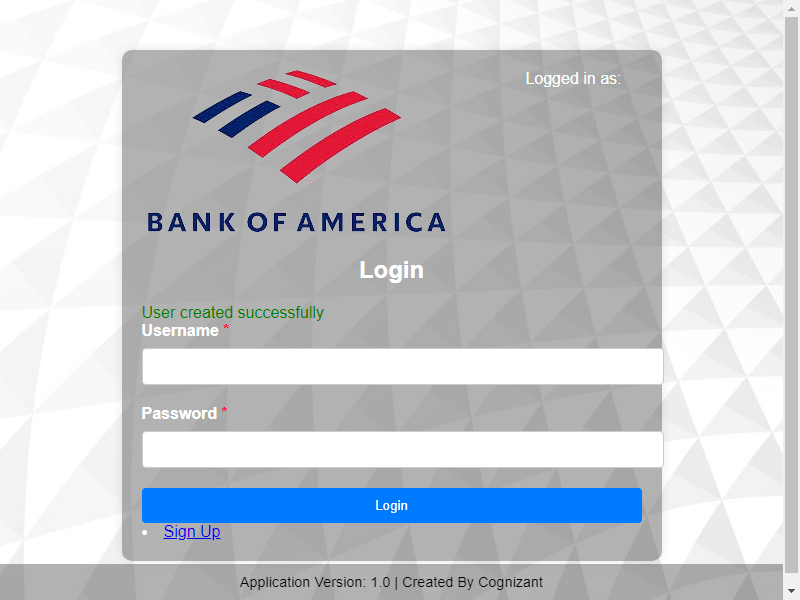 Logged in as:
BANK OF AMERICA
Login
User created successfully
Username *
Password *
Login
Sign Up
Application Version: 1.0 | Created By Cognizant